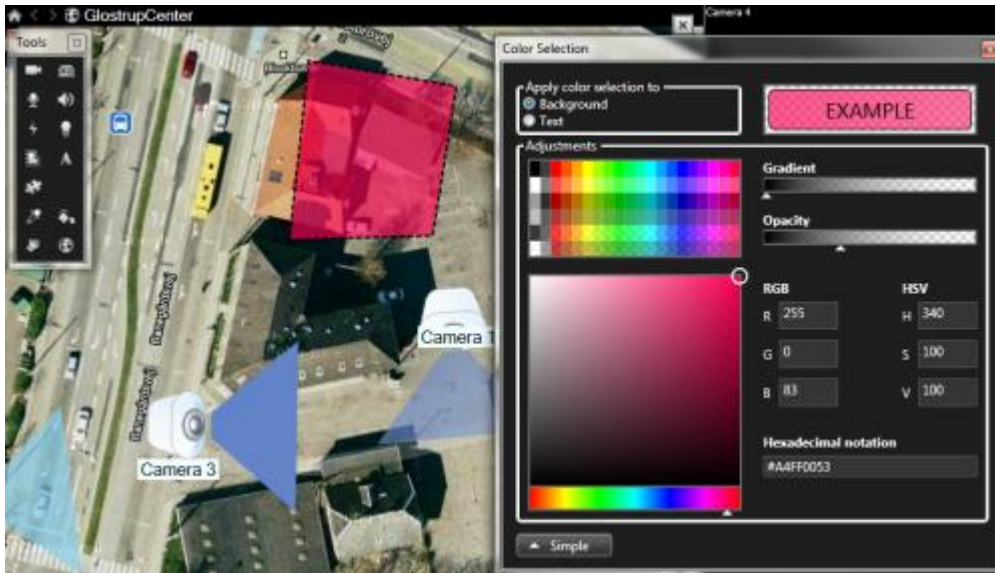 GlostrupCenter
Camera 4
Tools
Color Selection
Apply color selection to
Background
Text
EXAMPLE
Adjustments
Gradient
Opacity
RGB
HSV
R 255
H 340
G 0
S 100
B 83
V 100
Hexadecimal notation
#A4FF0053
Simple
A
Camera 1
Camera 3